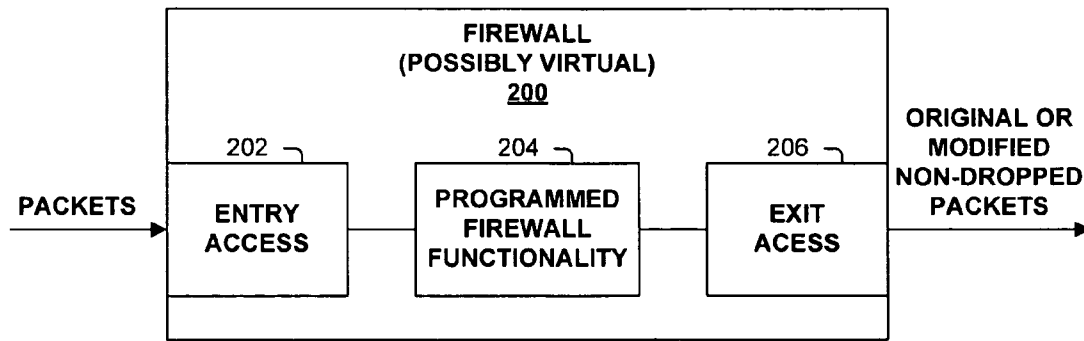 FIREWALL
(POSSIBLY VIRTUAL)
200
202
204
206
PACKETS
ENTRY
ACCESS
PROGRAMMED
FIREWALL
FUNCTIONALITY
EXIT
ACESS
ORIGINAL OR
MODIFIED
NON-DROPPED
PACKETS